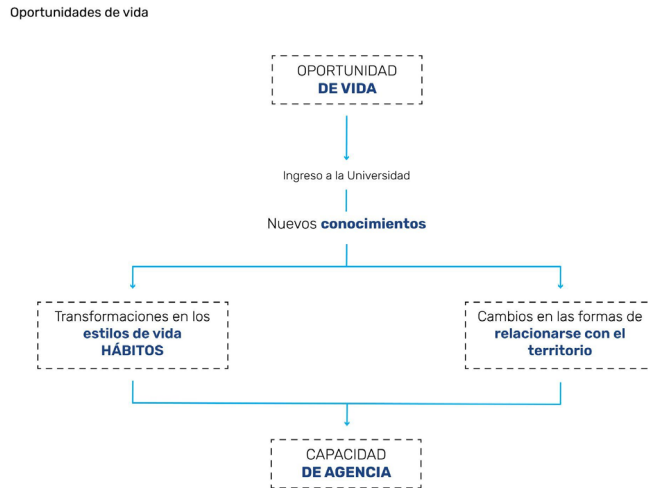 Oportunidades de vida
OPORTUNIDAD
DE VIDA
Ingreso a la Universidad
Nuevos conocimientos
Transformaciones en los
estilos de vida
HÁBITOS
Cambios en las formas de
relacionarse con el
territorio
CAPACIDAD
DE AGENCIA